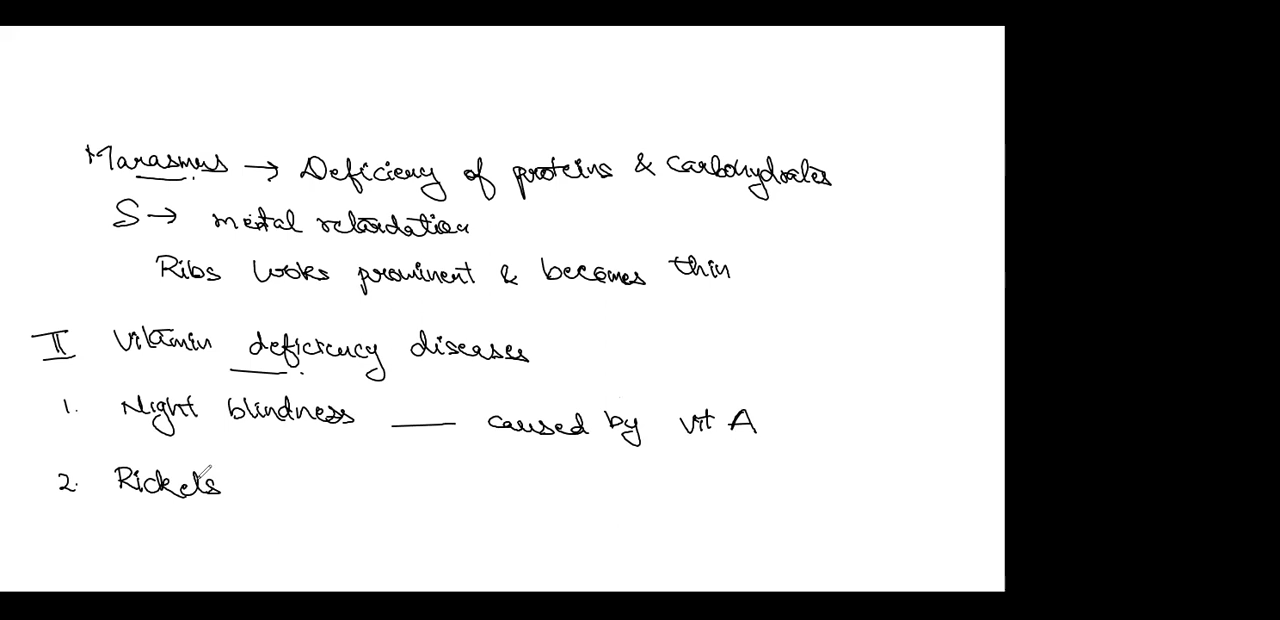 Marasmus → Deficieny of proteins & carbohydrates
S → mental retardation
Ribs looks prominent & becomes thin
II Vitamin deficiency diseases
1. Night blindness — caused by vit A
2. Rickets